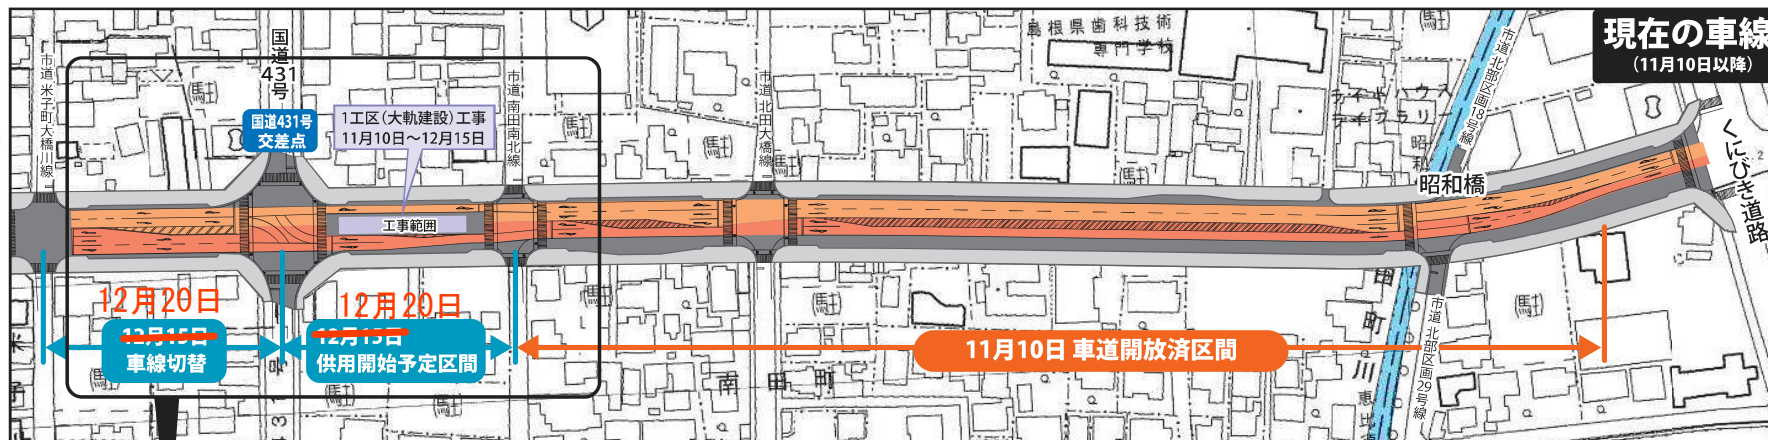 現在の車線
(11月10日以降)
島根県歯科技術
専門学校
国道
431号
市道 米子町大橋川線
国道431号
交差点
1工区(大軌建設)工事
11月10日～12月15日
市道 南田南北線
市道 北田大橋線
市道 北部区画18号線
昭和橋
くにびき道路
工事範囲
12月20日
12月15日
車線切替
12月20日
12月15日
供用開始予定区間
11月10日 車道開放済区間
市道 北部区画29号線
南田町
田町川